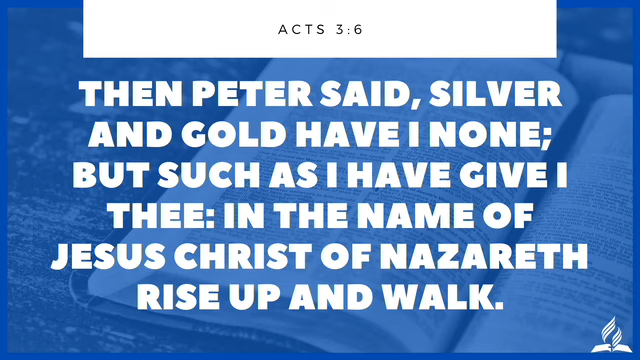 ACTS 3:6
THEN PETER SAID, SILVER
AND GOLD HAVE I NONE;
BUT SUCH AS I HAVE GIVE I
THEE: IN THE NAME OF
JESUS CHRIST OF NAZARETH
RISE UP AND WALK.